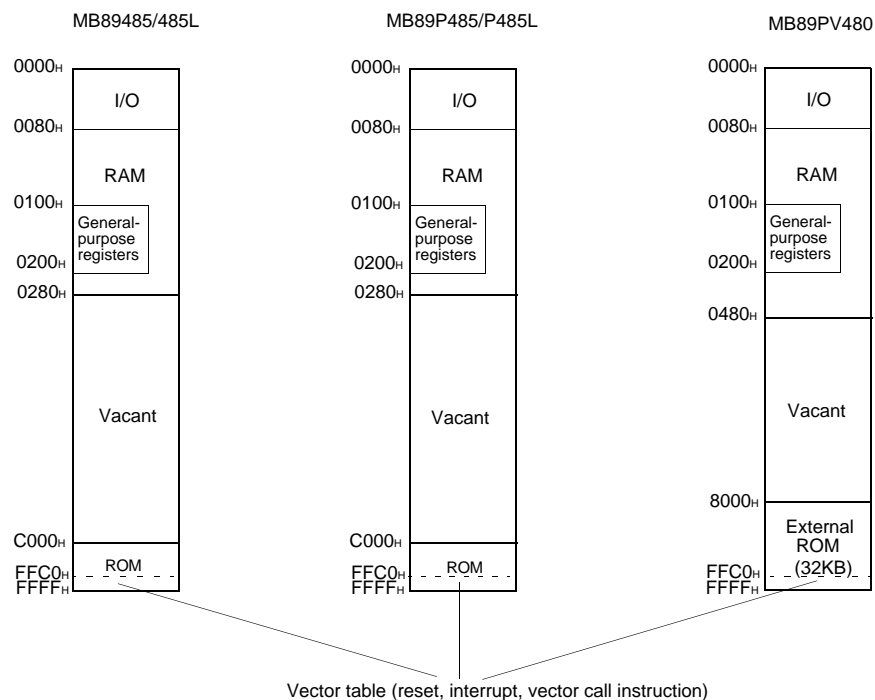 MB89485/485L
0000H
I/O
0080H
RAM
0100H
General-
purpose
registers
0200H
0280H
Vacant
C000H
ROM
FFC0H
FFFFH
MB89P485/P485L
0000H
I/O
0080H
RAM
0100H
General-
purpose
registers
0200H
0280H
Vacant
C000H
ROM
FFC0H
FFFFH
MB89PV480
0000H
I/O
0080H
RAM
0100H
General-
purpose
registers
0200H
0480H
Vacant
8000H
External
ROM
(32KB)
FFC0H
FFFFH
Vector table (reset, interrupt, vector call instruction)